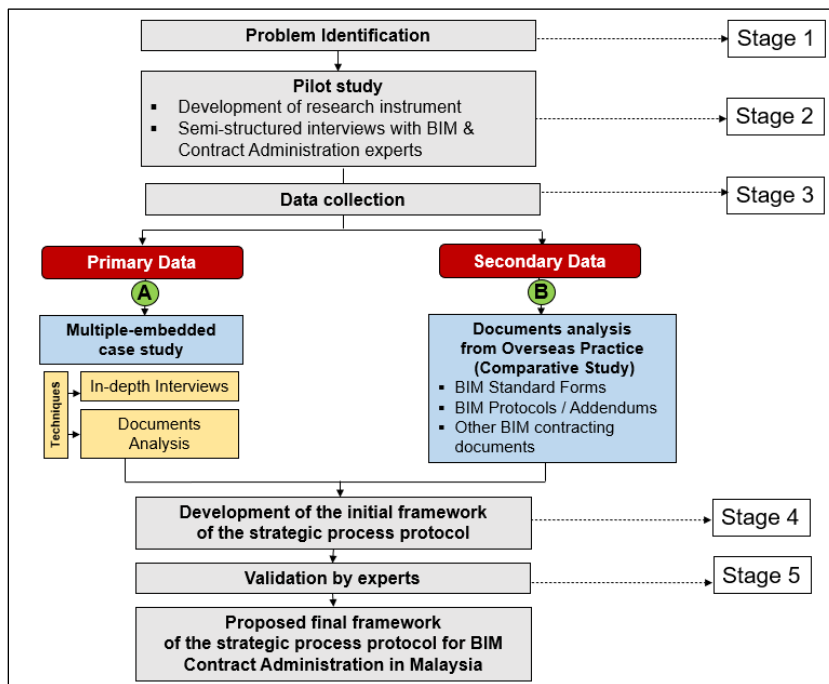 Problem Identification
Stage 1
Pilot study
▪ Development of research instrument
▪ Semi-structured interviews with BIM &
Contract Administration experts
Stage 2
Data collection
Stage 3
Primary Data
A
Multiple-embedded
case study
Techniques
In-depth Interviews
Documents
Analysis
Secondary Data
B
Documents analysis
from Overseas Practice
(Comparative Study)
▪ BIM Standard Forms
▪ BIM Protocols / Addendums
▪ Other BIM contracting
documents
Development of the initial framework
of the strategic process protocol
Stage 4
Validation by experts
Stage 5
Proposed final framework
of the strategic process protocol for BIM
Contract Administration in Malaysia